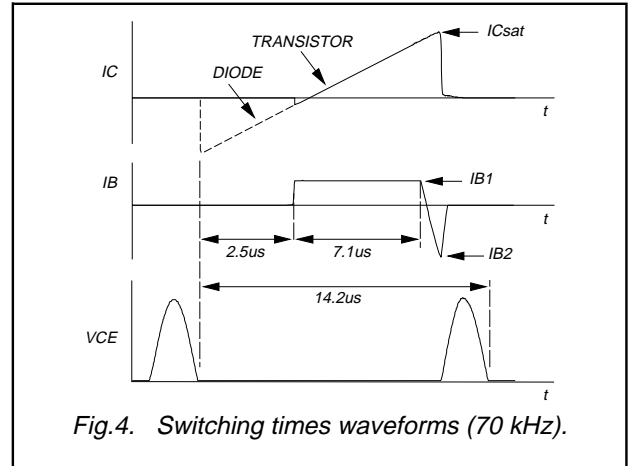 ICsat
TRANSISTOR
DIODE
IC
t
IB
IB1
t
2.5us
7.1us
IB2
14.2us
VCE
t
Fig.4. Switching times waveforms (70 kHz).